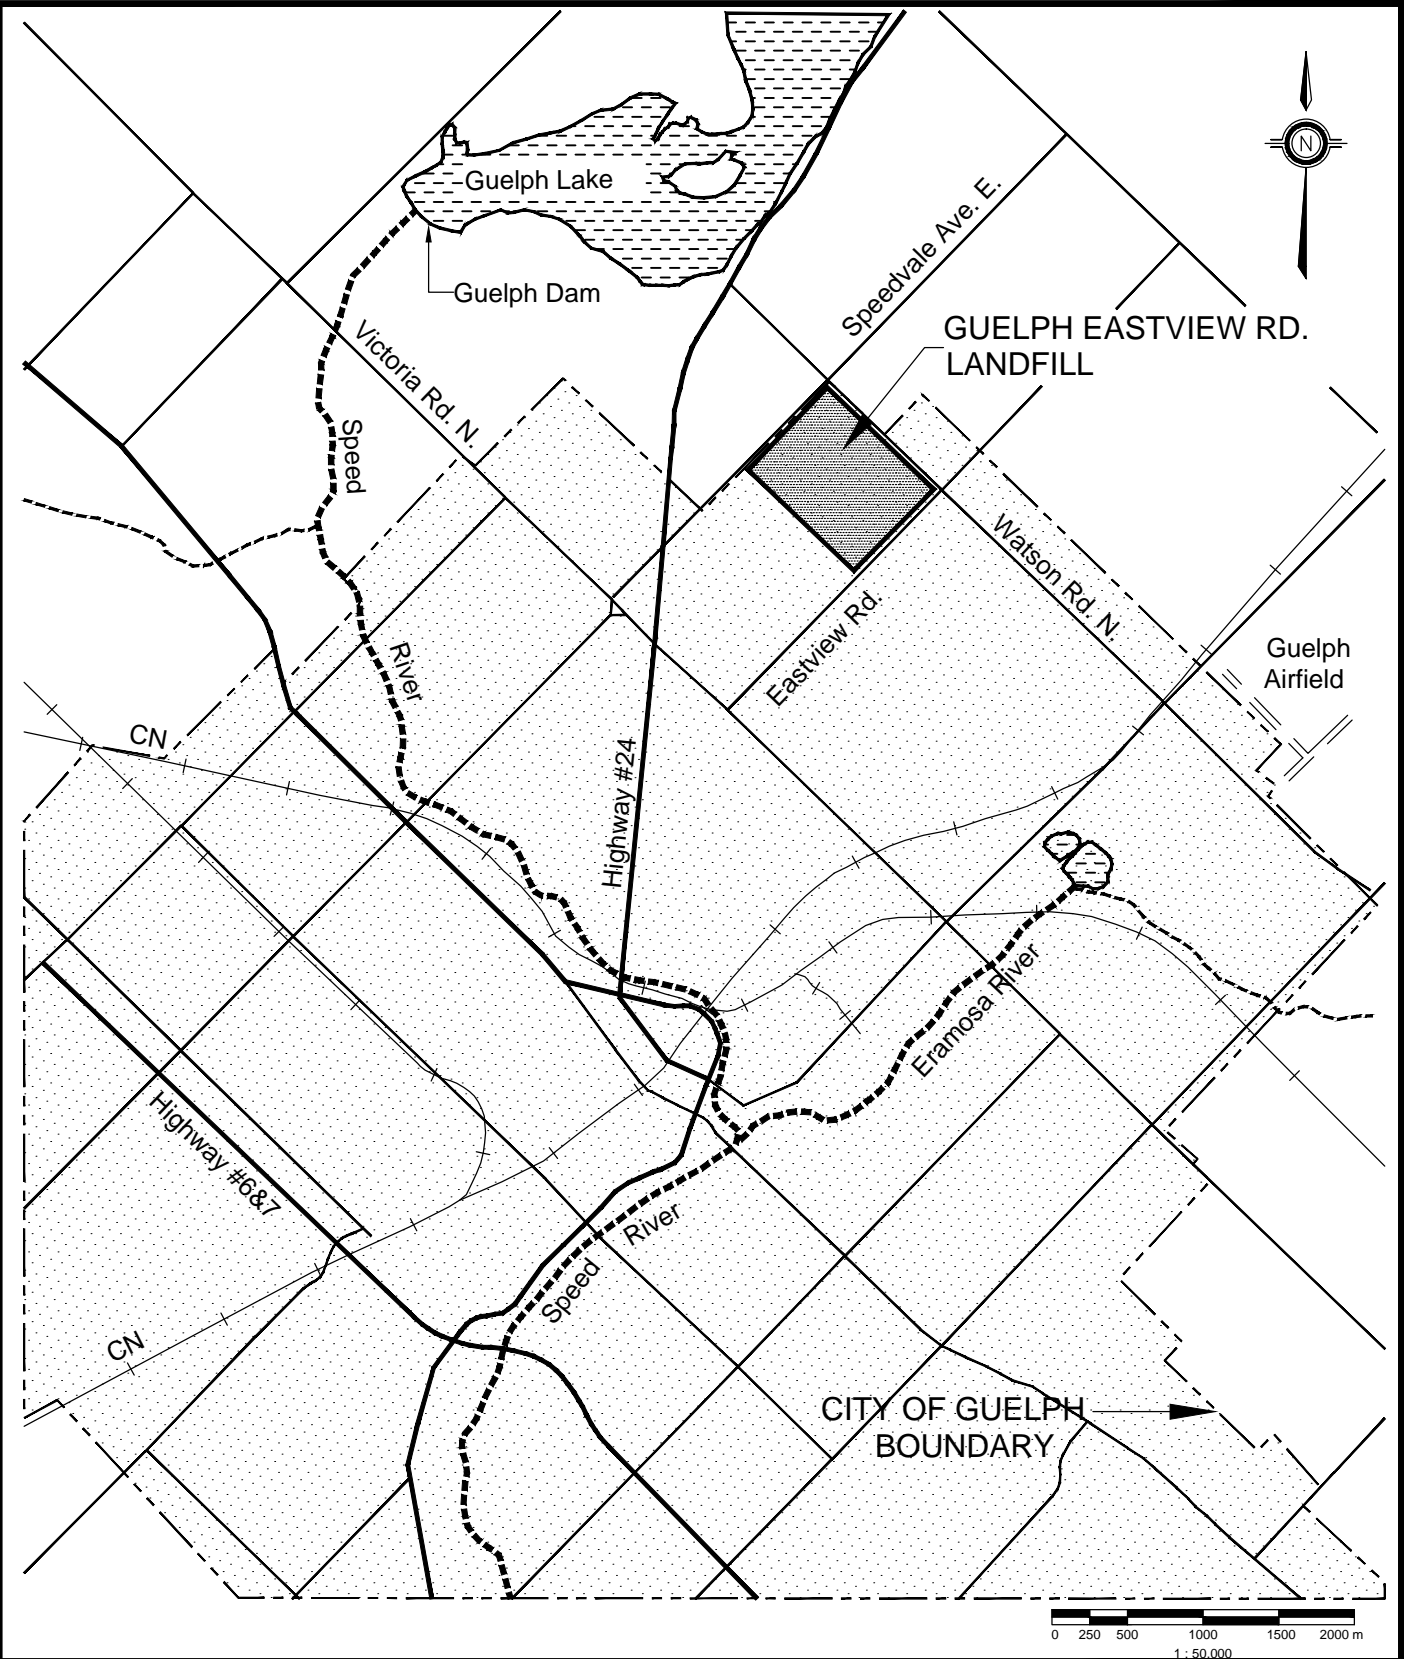 N
Guelph Lake
Guelph Dam
Speedvale Ave. E.
GUELPH EASTVIEW RD.
LANDFILL
Victoria Rd. N.
Speed
River
Watson Rd. N.
Eastview Rd.
Guelph
Airfield
CN
Highway #24
Eramosa River
Highway #6&7
River
Speed
CN
CITY OF GUELPH
BOUNDARY
0 250 500 1000 1500 2000 m
1 : 50,000